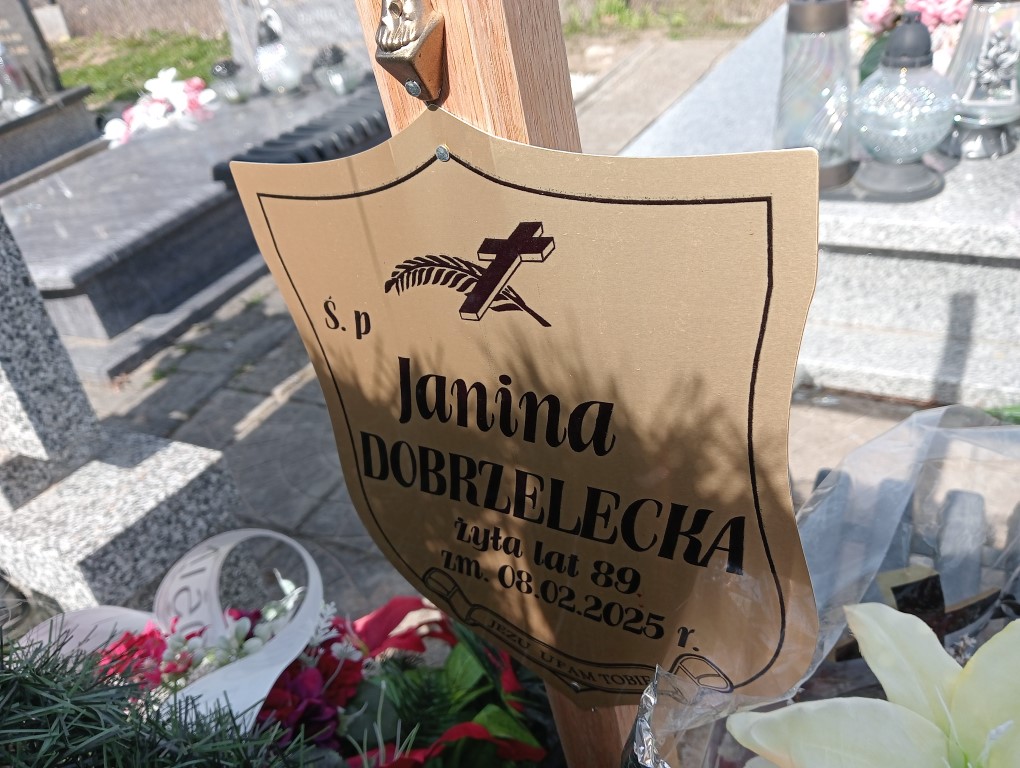 Ś. p
Janina
DOBRZELECKA
żyła lat 89
zm. 08.02.2025 r.
JEZU UFAM TOBIE